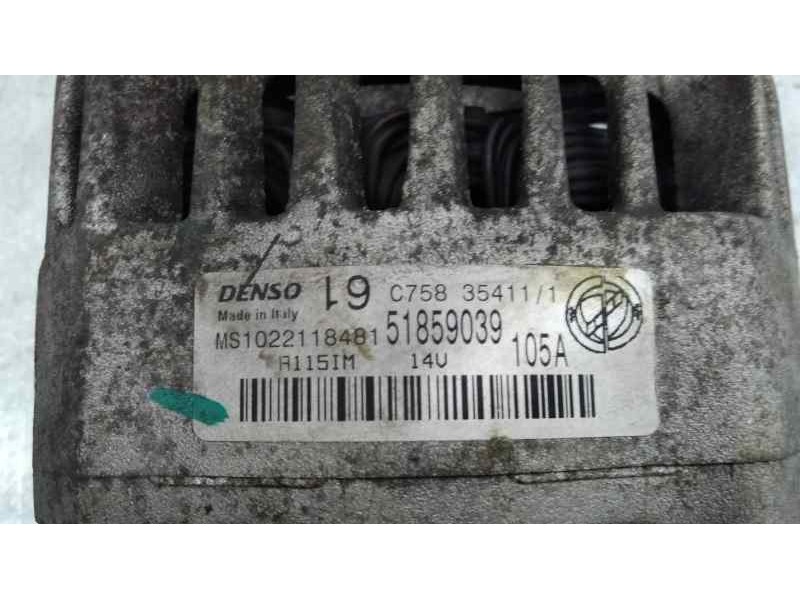 DENSO 19 C758 35411/1
Made in Italy
MS1022118481 51859039 105A
A115IM 14V